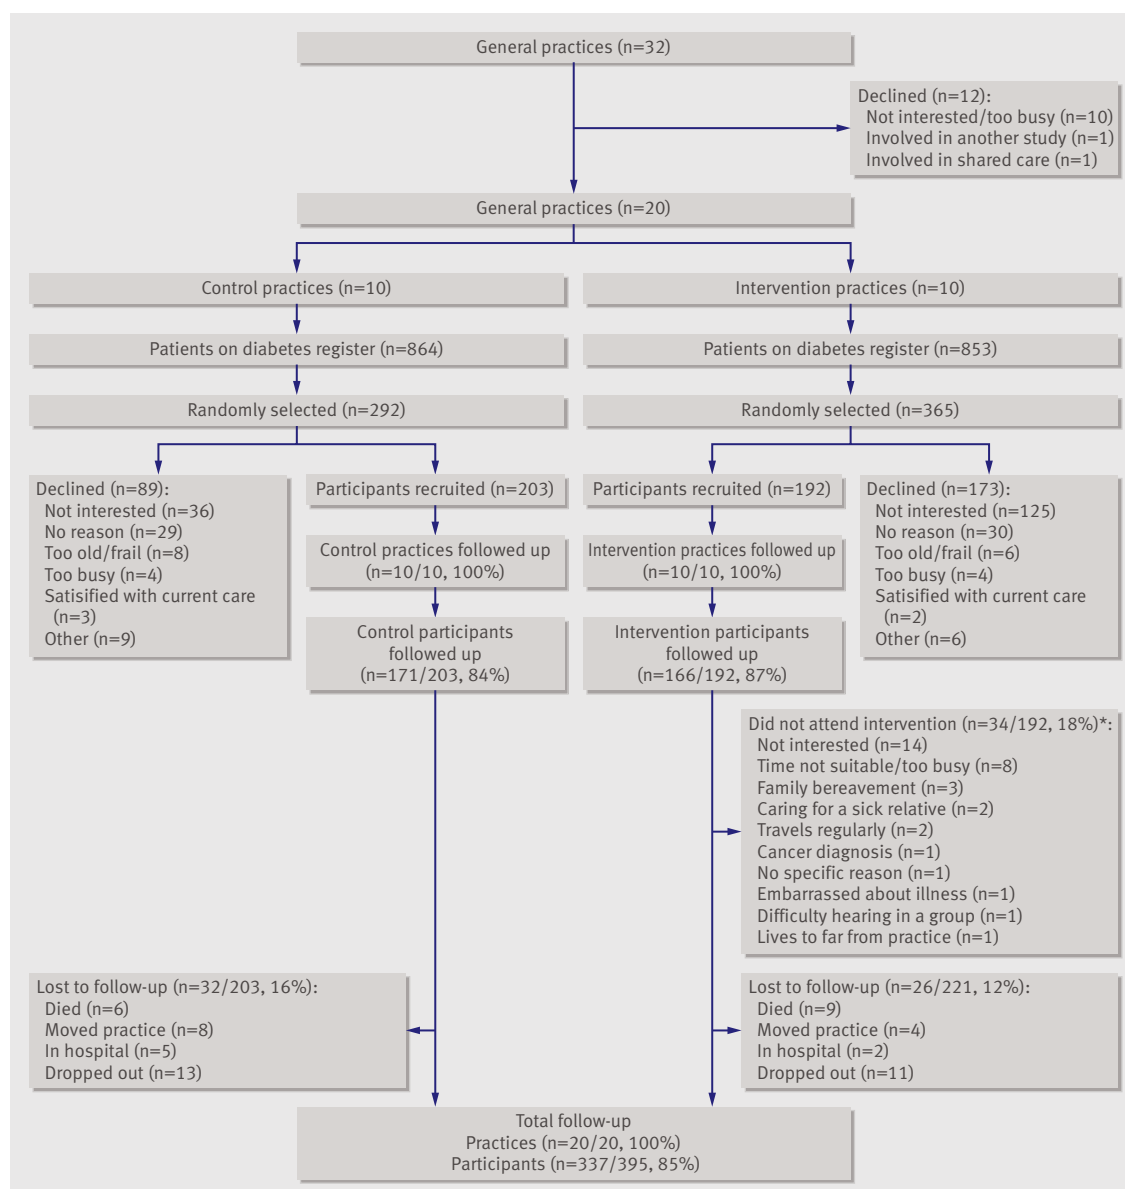 General practices (n=32)
Declined (n=12):
Not interested/too busy (n=10)
Involved in another study (n=1)
Involved in shared care (n=1)
General practices (n=20)
Control practices (n=10)
Intervention practices (n=10)
Patients on diabetes register (n=864)
Patients on diabetes register (n=853)
Randomly selected (n=292)
Randomly selected (n=365)
Declined (n=89):
Not interested (n=36)
No reason (n=29)
Too old/frail (n=8)
Too busy (n=4)
Satisified with current care
(n=3)
Other (n=9)
Participants recruited (n=203)
Control practices followed up
(n=10/10, 100%)
Control participants
followed up
(n=171/203, 84%)
Participants recruited (n=192)
Intervention practices followed up
(n=10/10, 100%)
Intervention participants
followed up
(n=166/192, 87%)
Declined (n=173):
Not interested (n=125)
No reason (n=30)
Too old/frail (n=6)
Too busy (n=4)
Satisified with current care
(n=2)
Other (n=6)
Did not attend intervention (n=34/192, 18%)*:
Not interested (n=14)
Time not suitable/too busy (n=8)
Family bereavement (n=3)
Caring for a sick relative (n=2)
Travels regularly (n=2)
Cancer diagnosis (n=1)
No specific reason (n=1)
Embarrassed about illness (n=1)
Difficulty hearing in a group (n=1)
Lives to far from practice (n=1)
Lost to follow-up (n=32/203, 16%):
Died (n=6)
Moved practice (n=8)
In hospital (n=5)
Dropped out (n=13)
Lost to follow-up (n=26/221, 12%):
Died (n=9)
Moved practice (n=4)
In hospital (n=2)
Dropped out (n=11)
Total follow-up
Practices (n=20/20, 100%)
Participants (n=337/395, 85%)